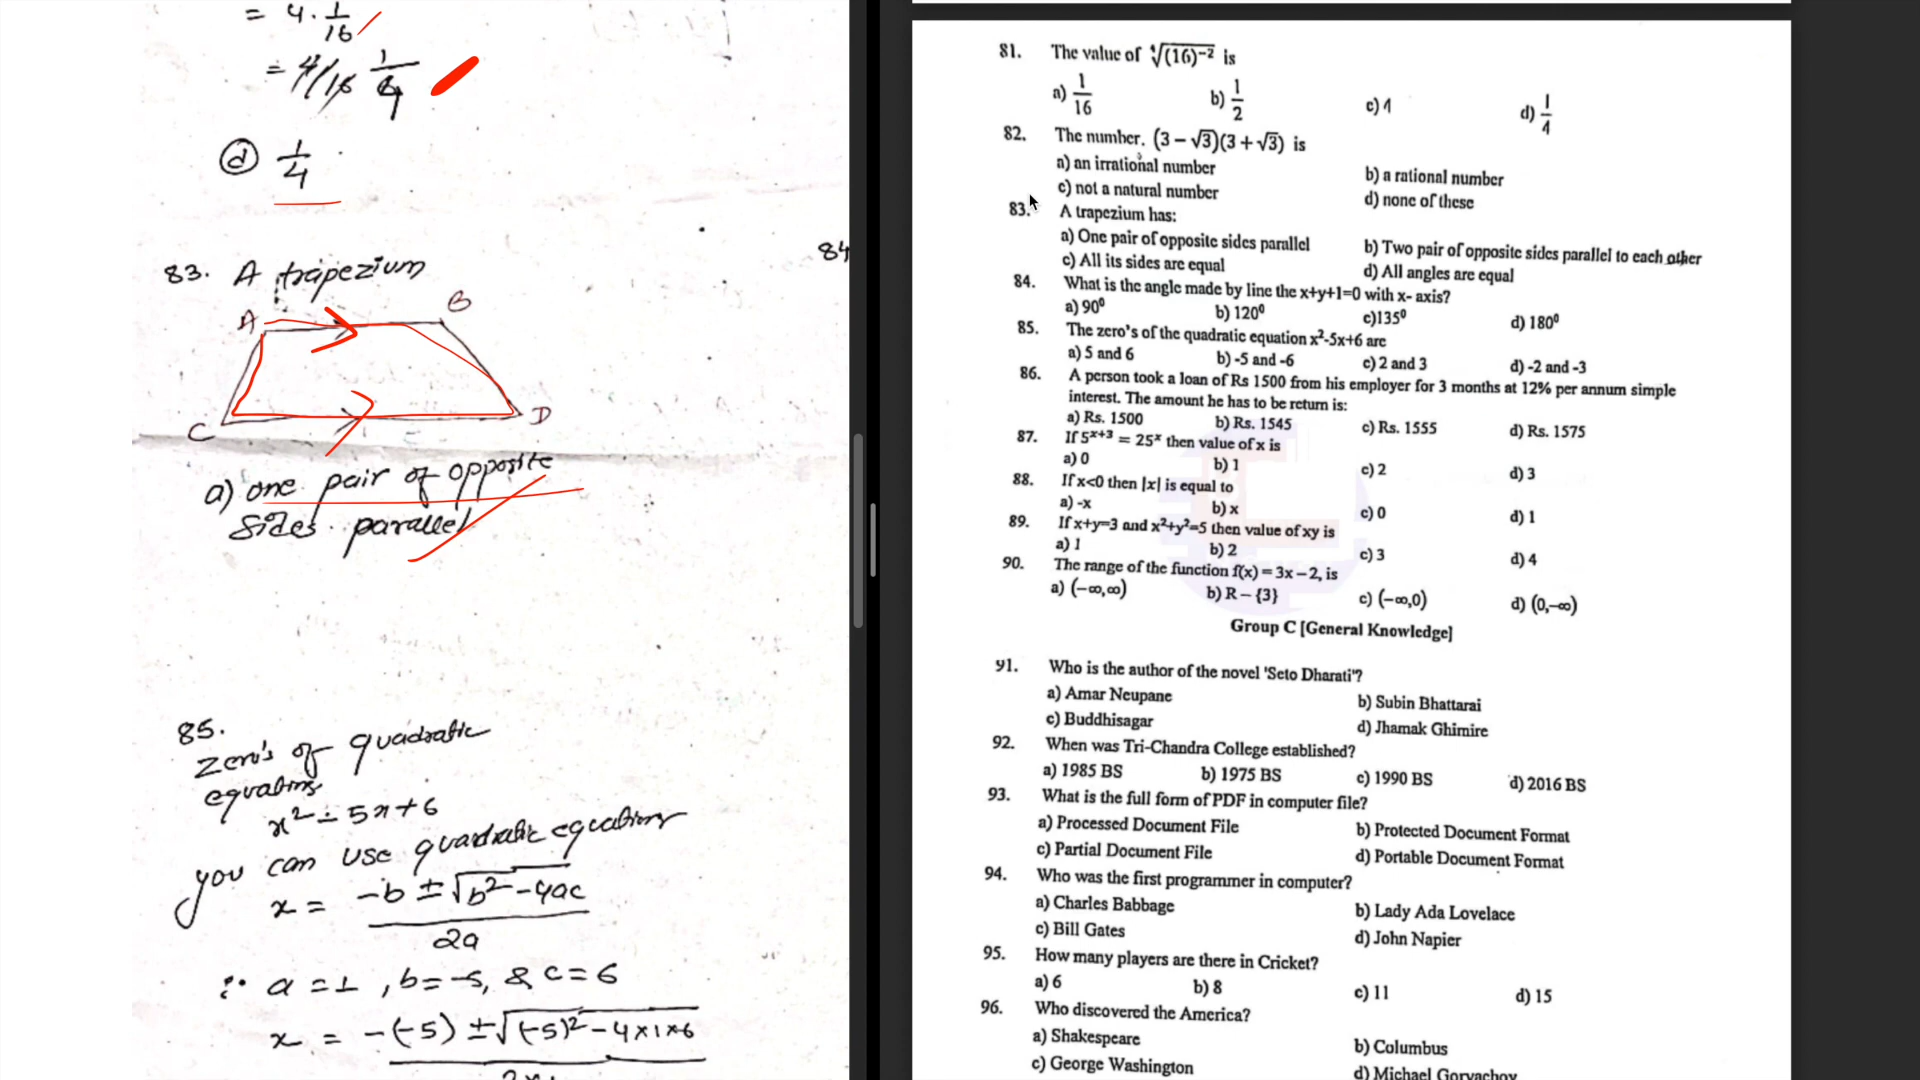 = 4. 1/16
= 4/16 1/4
ⓓ 1/4
83. A trapezium
A
B
C
D
a) one pair of opposite
sides parallel
84
85.
zero's of quadratic
equations
x² - 5x + 6
you can use quadratic equations
x = -b ± √b² - 4ac
2a
∵ a = 1, b = -5, & c = 6
x = -(-5) ± √(-5)² - 4×1×6
81. The value of ⁴√(16)⁻² is
a) 1/16 b) 1/2 c) 4 d) 1/4
82. The number. (3 – √3)(3 + √3) is
a) an irrational number b) a rational number
c) not a natural number d) none of these
83. A trapezium has:
a) One pair of opposite sides parallel b) Two pair of opposite sides parallel to each other
c) All its sides are equal d) All angles are equal
84. What is the angle made by line the x+y+1=0 with x- axis?
a) 90⁰ b) 120⁰ c)135⁰ d) 180⁰
85. The zero's of the quadratic equation x²-5x+6 are
a) 5 and 6 b) -5 and -6 c) 2 and 3 d) -2 and -3
86. A person took a loan of Rs 1500 from his employer for 3 months at 12% per annum simple
interest. The amount he has to be return is:
a) Rs. 1500 b) Rs. 1545 c) Rs. 1555 d) Rs. 1575
87. If 5ˣ⁺³ = 25ˣ then value of x is
a) 0 b) 1 c) 2 d) 3
88. If x<0 then |x| is equal to
a) -x b) x c) 0 d) 1
89. If x+y=3 and x²+y²=5 then value of xy is
a) 1 b) 2 c) 3 d) 4
90. The range of the function f(x) = 3x – 2, is
a) (–∞,∞) b) R – {3} c) (–∞,0) d) (0,–∞)
Group C [General Knowledge]
91. Who is the author of the novel 'Seto Dharati'?
a) Amar Neupane b) Subin Bhattarai
c) Buddhisagar d) Jhamak Ghimire
92. When was Tri-Chandra College established?
a) 1985 BS b) 1975 BS c) 1990 BS d) 2016 BS
93. What is the full form of PDF in computer file?
a) Processed Document File b) Protected Document Format
c) Partial Document File d) Portable Document Format
94. Who was the first programmer in computer?
a) Charles Babbage b) Lady Ada Lovelace
c) Bill Gates d) John Napier
95. How many players are there in Cricket?
a) 6 b) 8 c) 11 d) 15
96. Who discovered the America?
a) Shakespeare b) Columbus
c) George Washington d) Michael Gorvachov